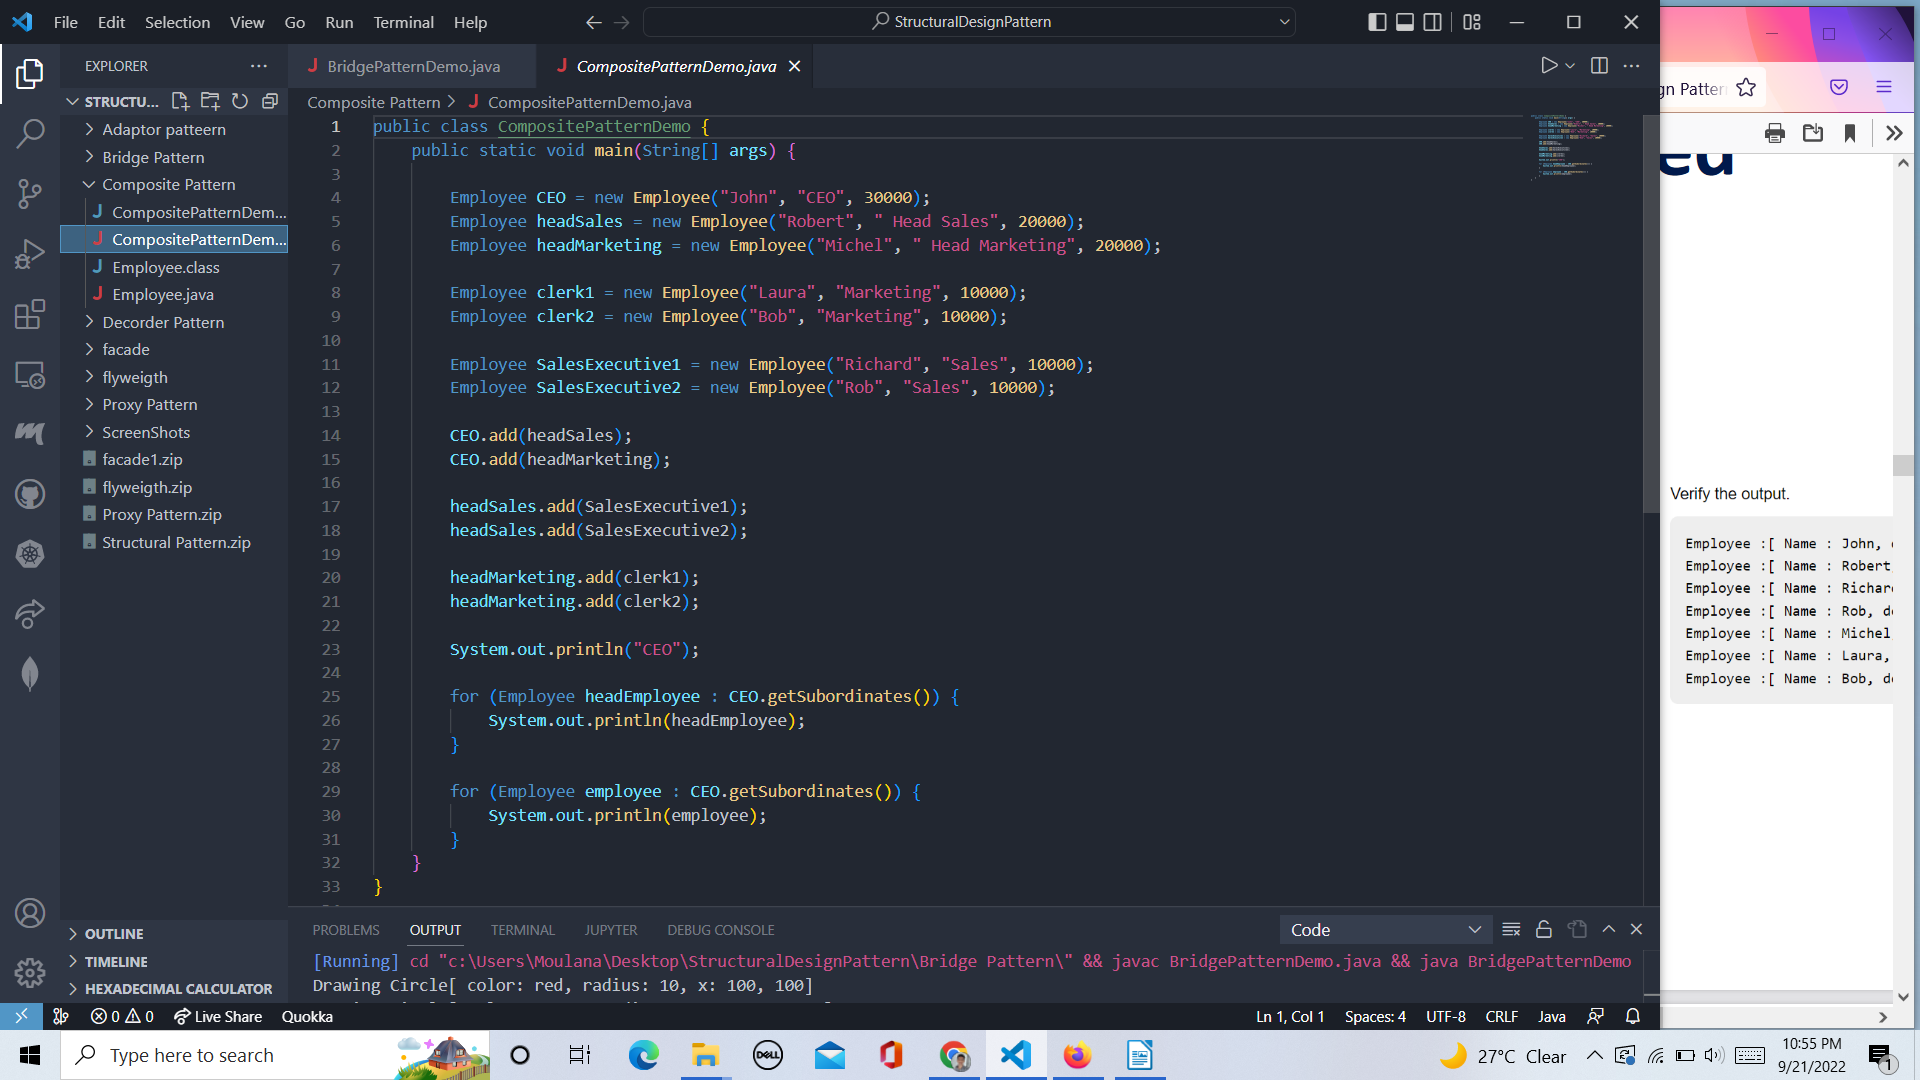 File Edit Selection View Go Run Terminal Help
StructuralDesignPattern
EXPLORER
BridgePatternDemo.java
CompositePatternDemo.java
STRUCTU...
Composite Pattern > CompositePatternDemo.java
Adaptor patteern
Bridge Pattern
Composite Pattern
CompositePatternDem...
CompositePatternDem...
Employee.class
Employee.java
Decorder Pattern
facade
flyweigth
Proxy Pattern
ScreenShots
facade1.zip
flyweigth.zip
Proxy Pattern.zip
Structural Pattern.zip
OUTLINE
TIMELINE
HEXADECIMAL CALCULATOR
1 public class CompositePatternDemo {
2 public static void main(String[] args) {
3
4 Employee CEO = new Employee("John", "CEO", 30000);
5 Employee headSales = new Employee("Robert", " Head Sales", 20000);
6 Employee headMarketing = new Employee("Michel", " Head Marketing", 20000);
7
8 Employee clerk1 = new Employee("Laura", "Marketing", 10000);
9 Employee clerk2 = new Employee("Bob", "Marketing", 10000);
10
11 Employee SalesExecutive1 = new Employee("Richard", "Sales", 10000);
12 Employee SalesExecutive2 = new Employee("Rob", "Sales", 10000);
13
14 CEO.add(headSales);
15 CEO.add(headMarketing);
16
17 headSales.add(SalesExecutive1);
18 headSales.add(SalesExecutive2);
19
20 headMarketing.add(clerk1);
21 headMarketing.add(clerk2);
22
23 System.out.println("CEO");
24
25 for (Employee headEmployee : CEO.getSubordinates()) {
26 System.out.println(headEmployee);
27 }
28
29 for (Employee employee : CEO.getSubordinates()) {
30 System.out.println(employee);
31 }
32 }
33 }
PROBLEMS OUTPUT TERMINAL JUPYTER DEBUG CONSOLE
Code
[Running] cd "c:\Users\Moulana\Desktop\StructuralDesignPattern\Bridge Pattern\" && javac BridgePatternDemo.java && java BridgePatternDemo
Drawing Circle[ color: red, radius: 10, x: 100, 100]
0 0 Live Share Quokka
Ln 1, Col 1 Spaces: 4 UTF-8 CRLF Java
gn Patter
ed
Verify the output.
Employee :[ Name : John,
Employee :[ Name : Robert
Employee :[ Name : Richar
Employee :[ Name : Rob, d
Employee :[ Name : Michel
Employee :[ Name : Laura,
Employee :[ Name : Bob, d
Type here to search
DELL
27°C Clear
10:55 PM
9/21/2022
1